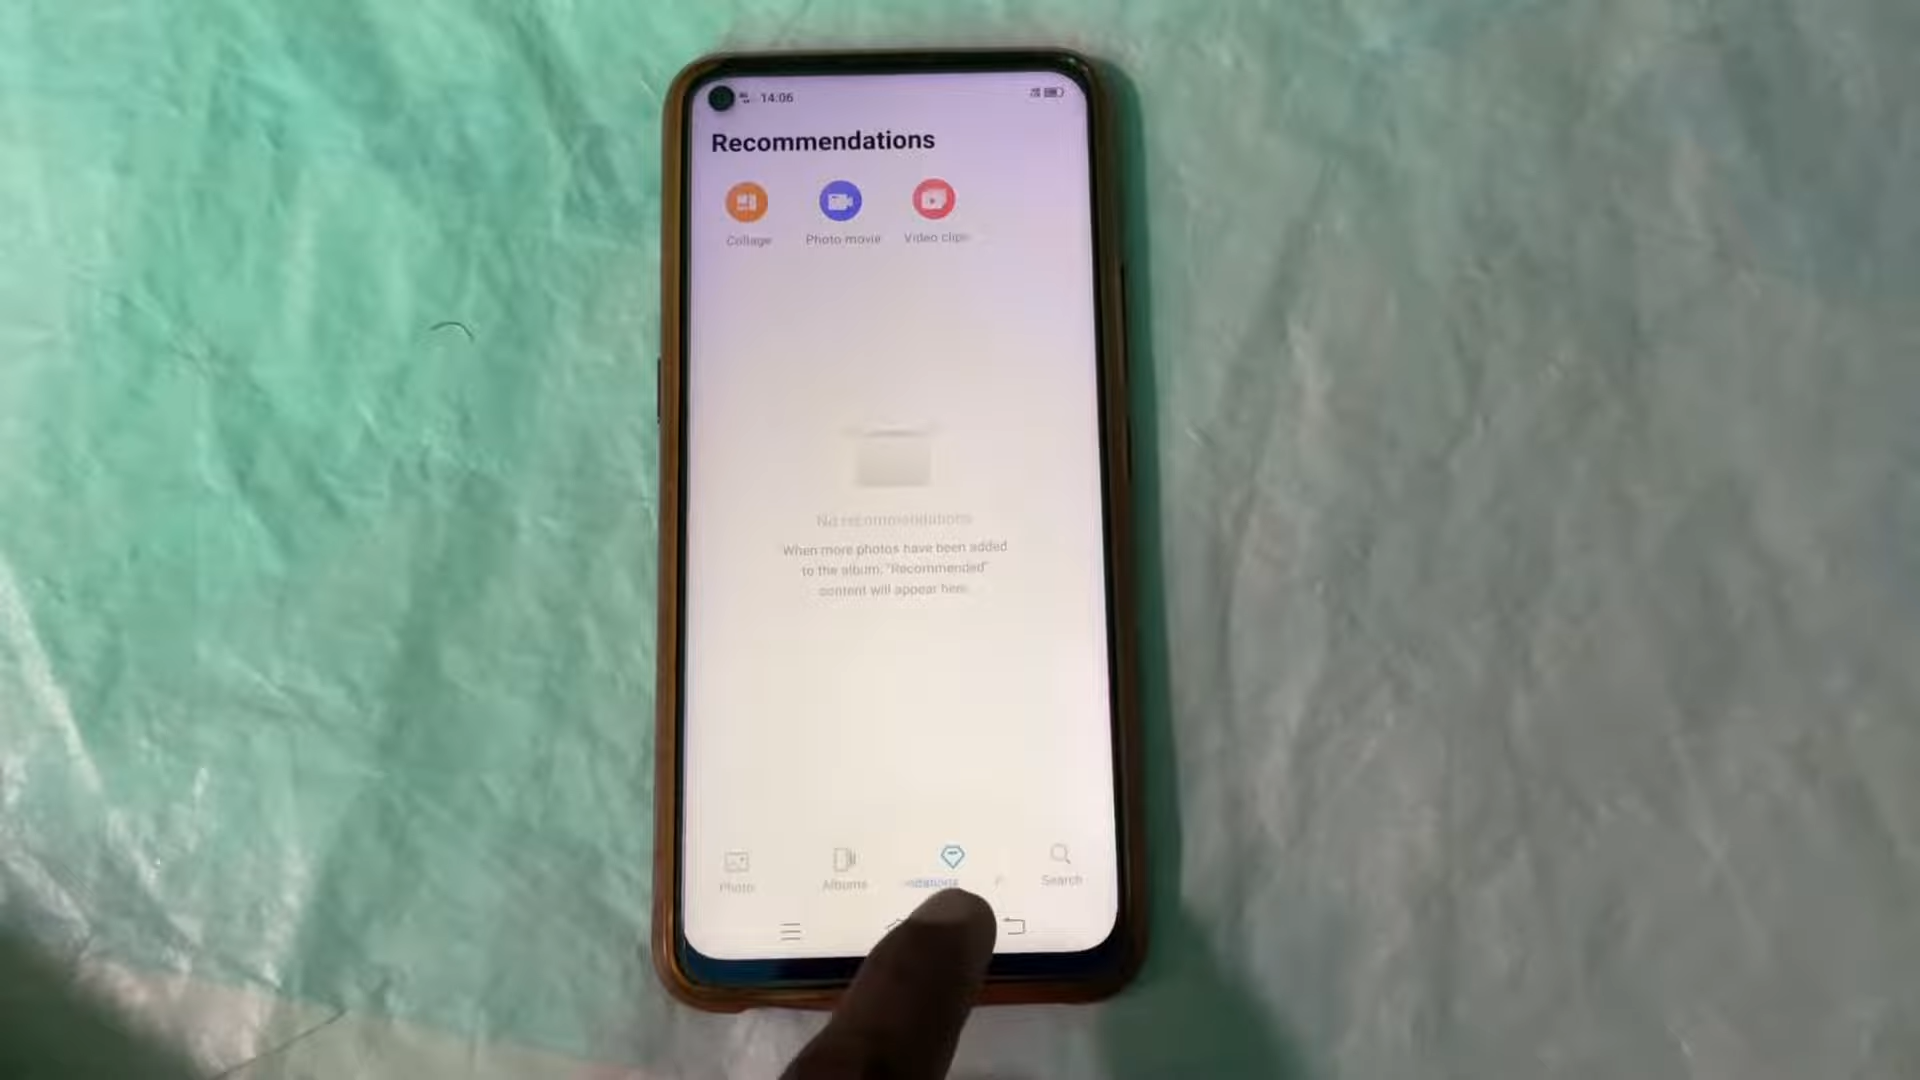 14:06
Recommendations
Collage
Photo movie
Video clips
No recommendations
When more photos have been added
to the album, "Recommended"
content will appear here.
Photo
Albums
ndations
Search